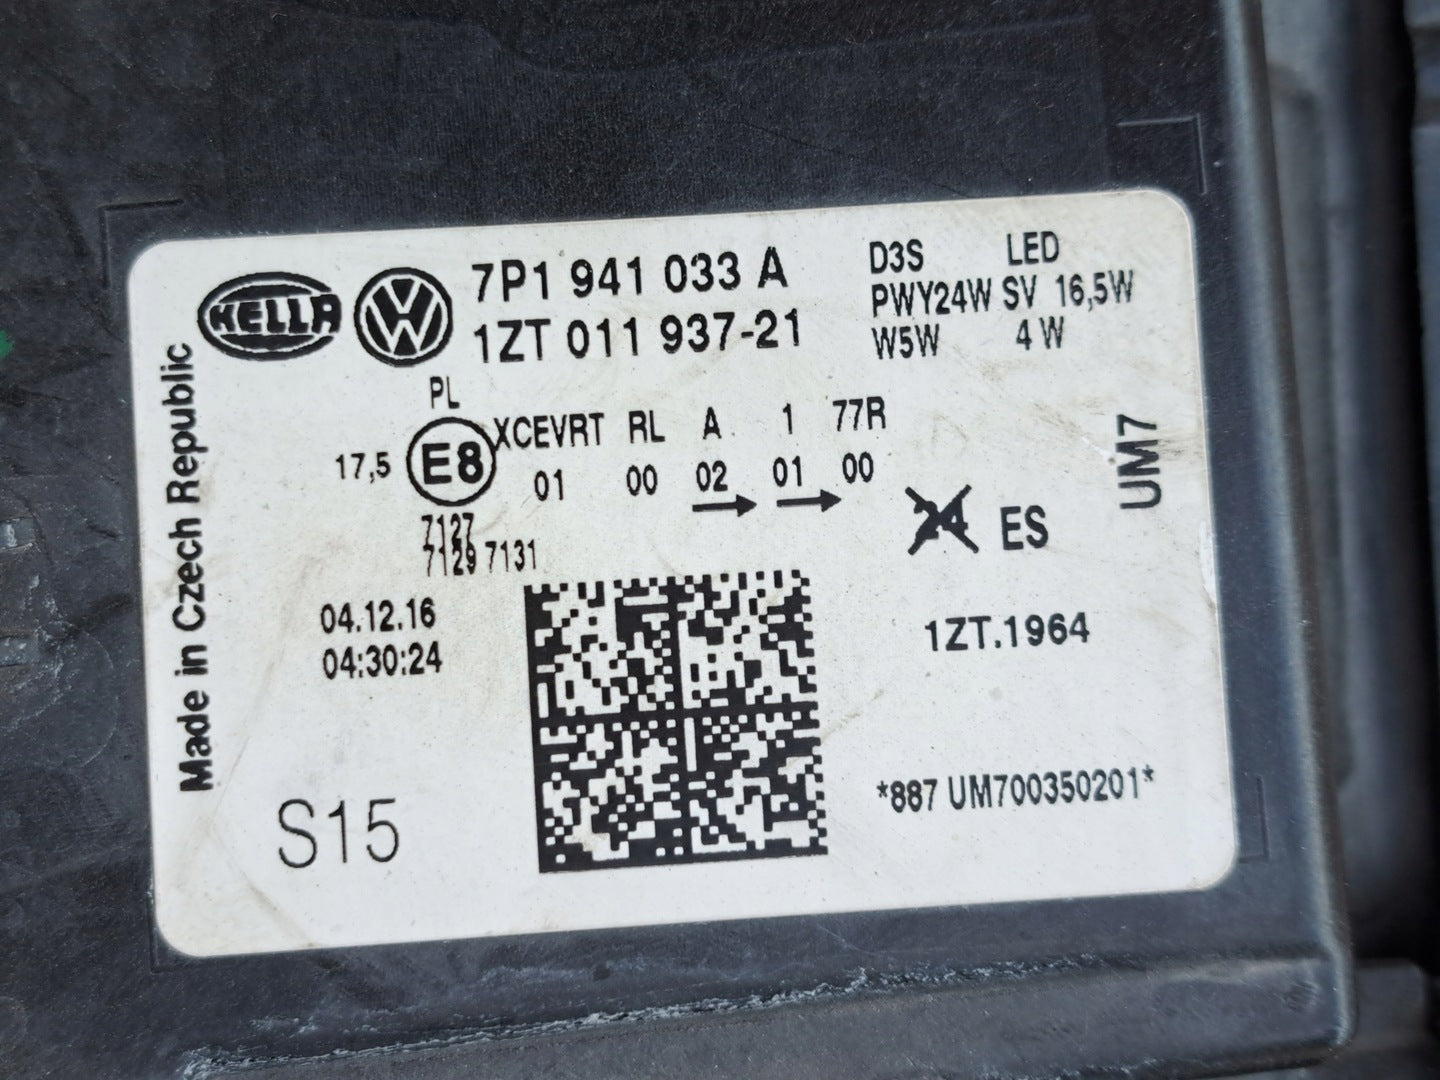 HELLA
7P1 941 033 A
1ZT 011 937-21
D3S LED
PWY24W SV 16,5W
W5W 4W
PL
XCEVRT RL A 1 77R
17,5 E8 01 00 02 01 00
7127
7129 7131
24 ES
UM7
04.12.16
04:30:24
1ZT.1964
Made in Czech Republic
S15
*887 UM700350201*